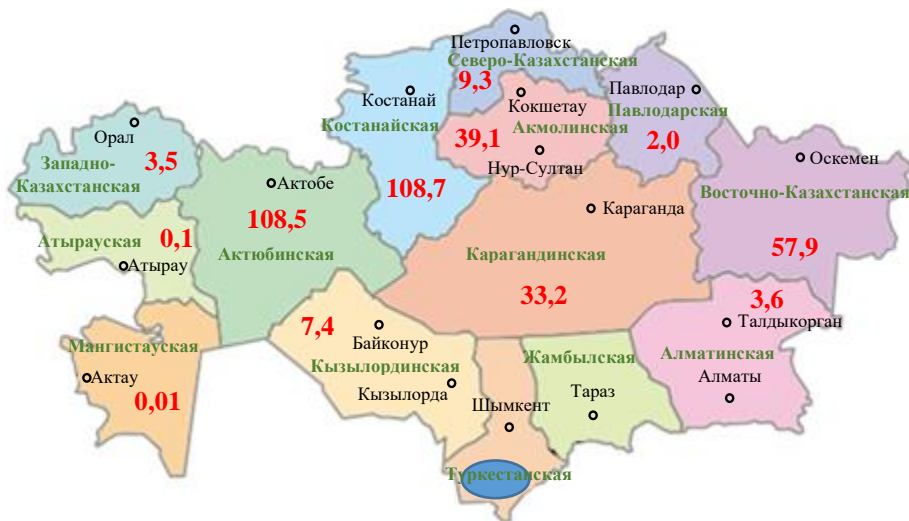 Петропавловск
Северо-Казахстанская
9,3
Костанай
Костанайская
108,7
Кокшетау
Акмолинская
39,1
Нур-Султан
Павлодар
Павлодарская
2,0
Орал
Западно-
Казахстанская
3,5
Актобе
108,5
Актюбинская
Атырауская
0,1
Атырау
Оскемен
Восточно-Казахстанская
57,9
Караганда
Карагандинская
33,2
Мангистауская
Актау
0,01
7,4
Байконур
Кызылординская
Кызылорда
Шымкент
Туркестанская
Жамбылская
Тараз
3,6
Талдыкорган
Алматинская
Алматы